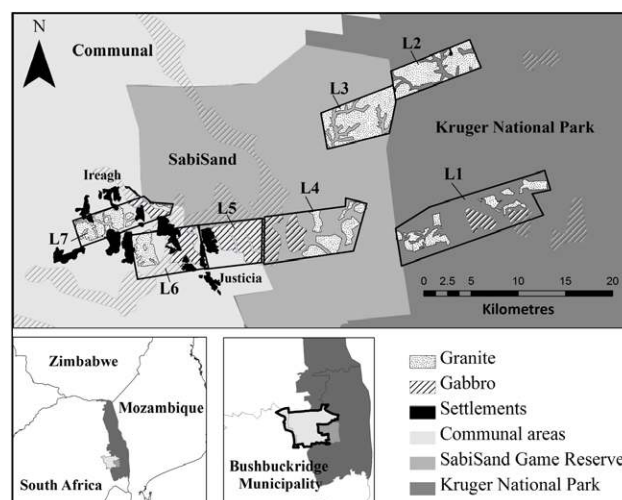 N
Communal
L2
L3
Kruger National Park
SabiSand
Ireagh
L1
L4
L5
L7
L6
Justicia
0 2.5 5 10 15 20
Kilometres
Zimbabwe
Mozambique
South Africa
Bushbuckridge
Municipality
Granite
Gabbro
Settlements
Communal areas
SabiSand Game Reserve
Kruger National Park